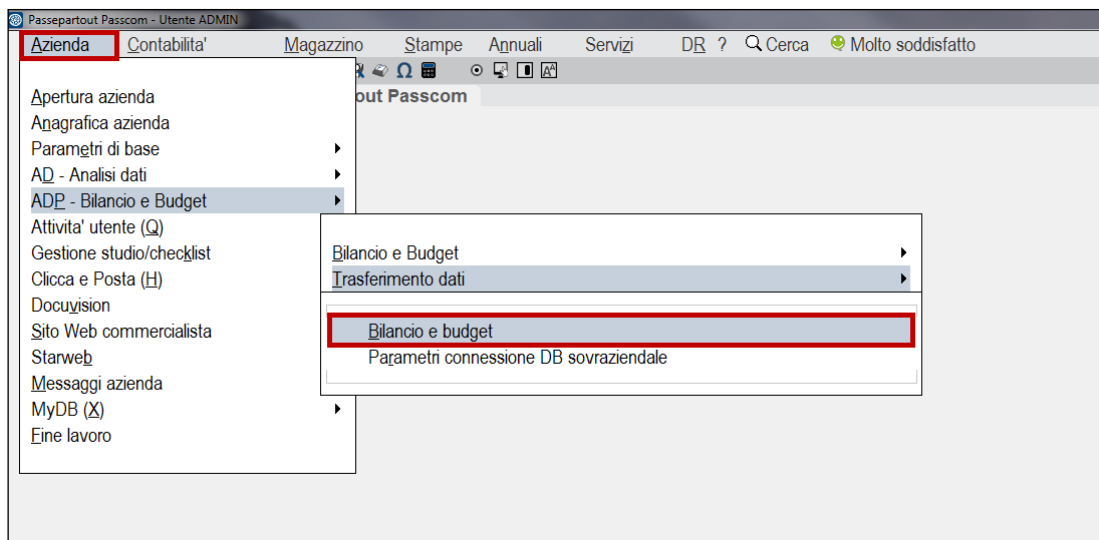 Passepartout Passcom - Utente ADMIN
Azienda Contabilita' Magazzino Stampe Annuali Servizi DR ? Cerca Molto soddisfatto
Ω
out Passcom
Apertura azienda
Anagrafica azienda
Parametri di base
AD - Analisi dati
ADP - Bilancio e Budget
Attivita' utente (Q)
Gestione studio/checklist
Clicca e Posta (H)
Docuvision
Sito Web commercialista
Starweb
Messaggi azienda
MyDB (X)
Fine lavoro
Bilancio e Budget
Trasferimento dati
Bilancio e budget
Parametri connessione DB sovraziendale